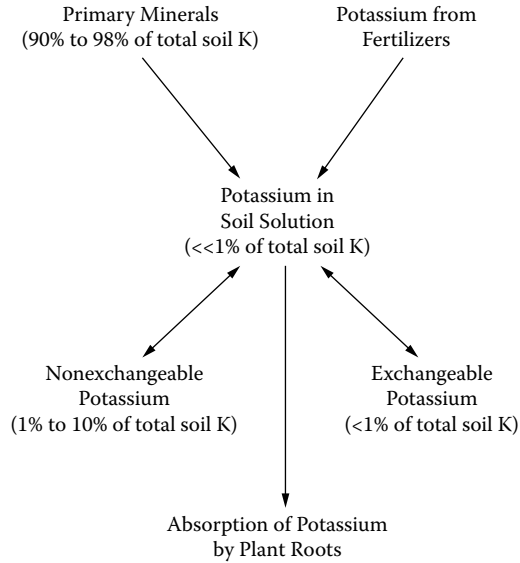 Primary Minerals
(90% to 98% of total soil K)
Potassium from
Fertilizers
Potassium in
Soil Solution
(<<1% of total soil K)
Nonexchangeable
Potassium
(1% to 10% of total soil K)
Exchangeable
Potassium
(<1% of total soil K)
Absorption of Potassium
by Plant Roots